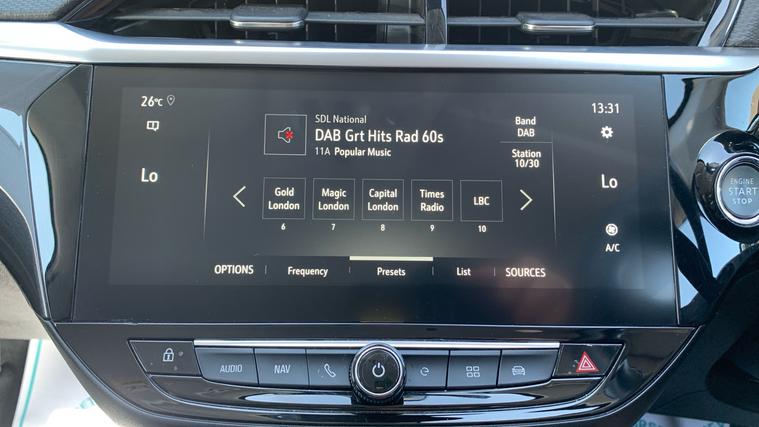 26°C
13:31
SDL National
DAB Grt Hits Rad 60s
11A Popular Music
Band
DAB
Station
10/30
Lo
Lo
Gold
London
6
Magic
London
7
Capital
London
8
Times
Radio
9
LBC
10
A/C
OPTIONS
Frequency
Presets
List
SOURCES
ENGINE
START
STOP
AUDIO
NAV
e